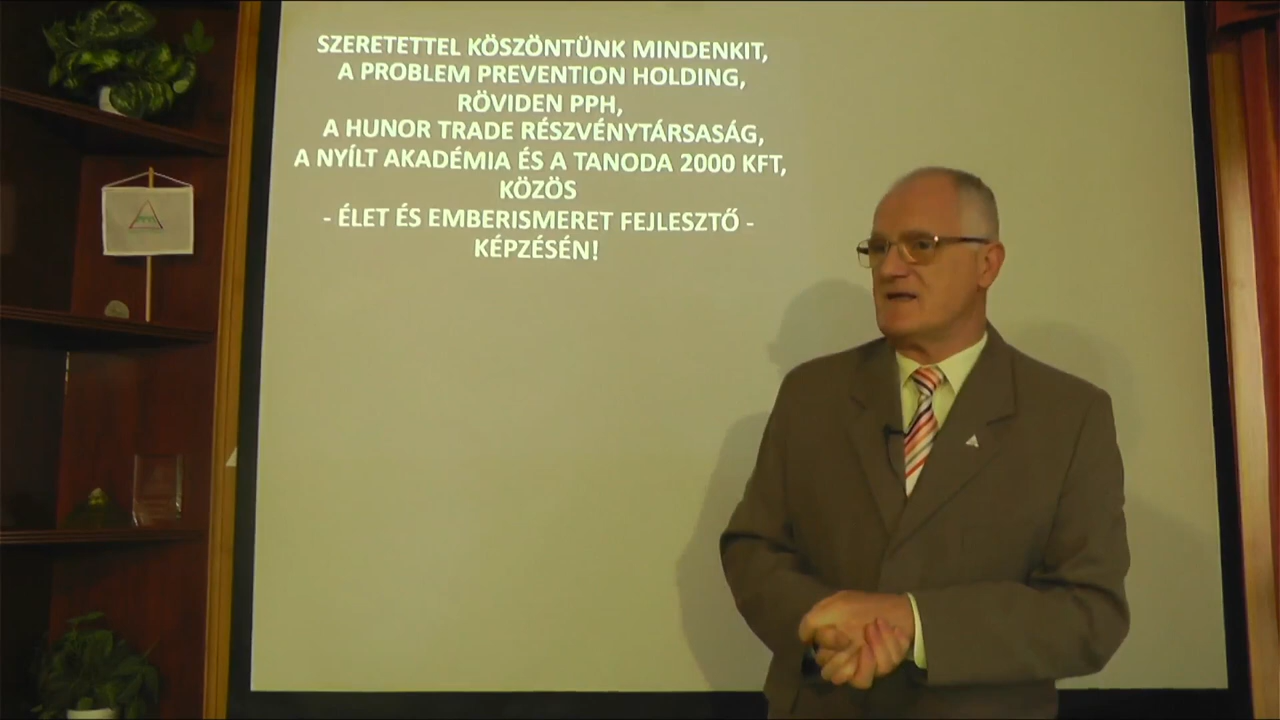 SZERETETTEL KÖSZÖNTÜNK MINDENKIT,
A PROBLEM PREVENTION HOLDING,
RÖVIDEN PPH,
A HUNOR TRADE RÉSZVÉNYTÁRSASÁG,
A NYÍLT AKADÉMIA ÉS A TANODA 2000 KFT,
KÖZÖS
- ÉLET ÉS EMBERISMERET FEJLESZTŐ -
KÉPZÉSÉN!